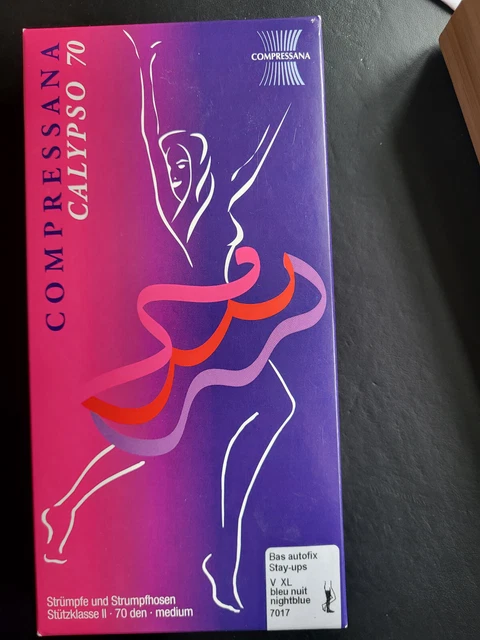 COMPRESSANA
CALYPSO 70
COMPRESSANA
Strümpfe und Strumpfhosen
Stützklasse II · 70 den · medium
Bas autofix
Stay-ups
V XL
bleu nuit
nightblue
7017